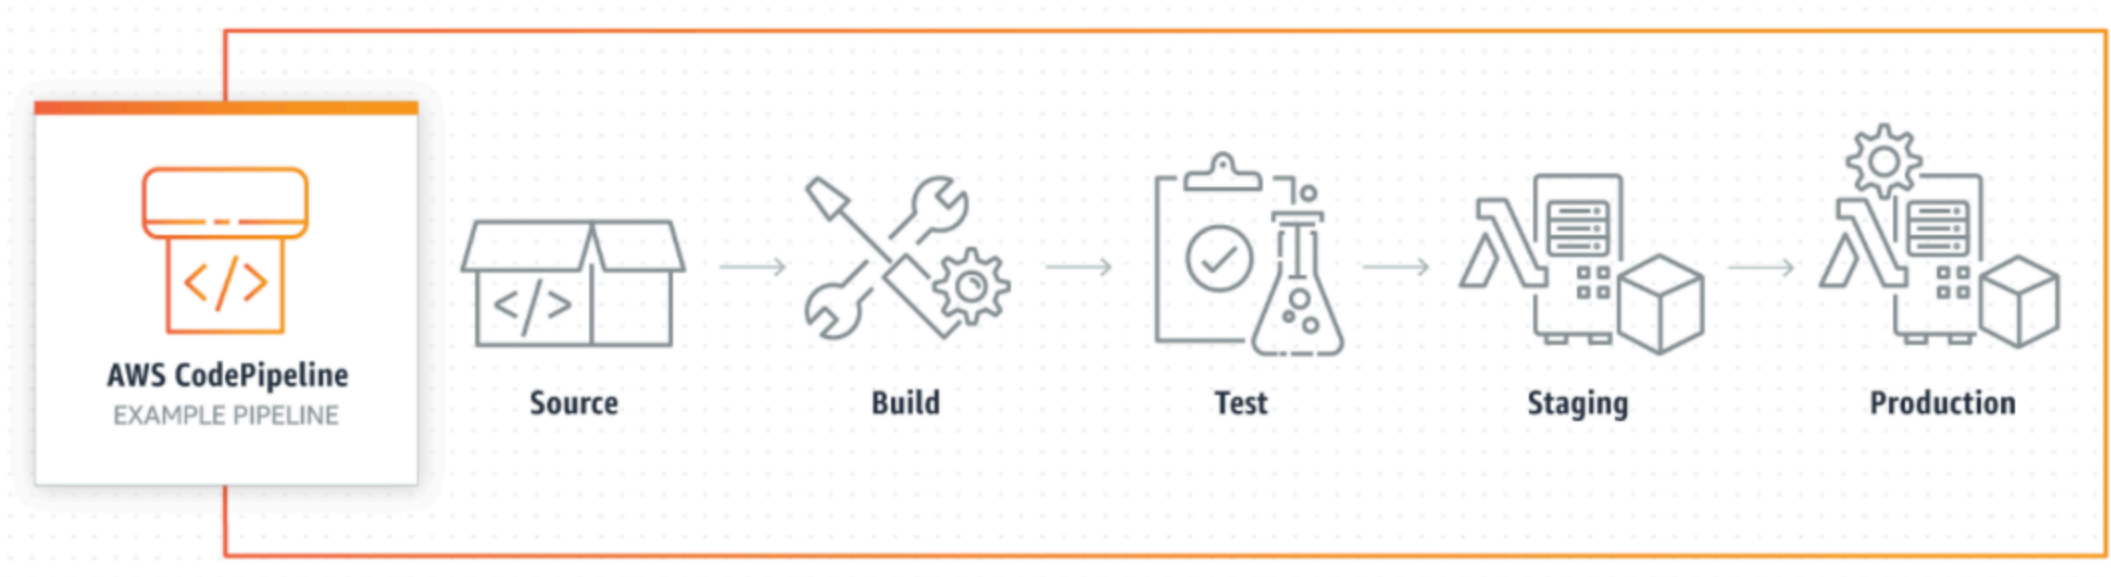 AWS CodePipeline
EXAMPLE PIPELINE
</>
</>
Source
Build
Test
Staging
Production